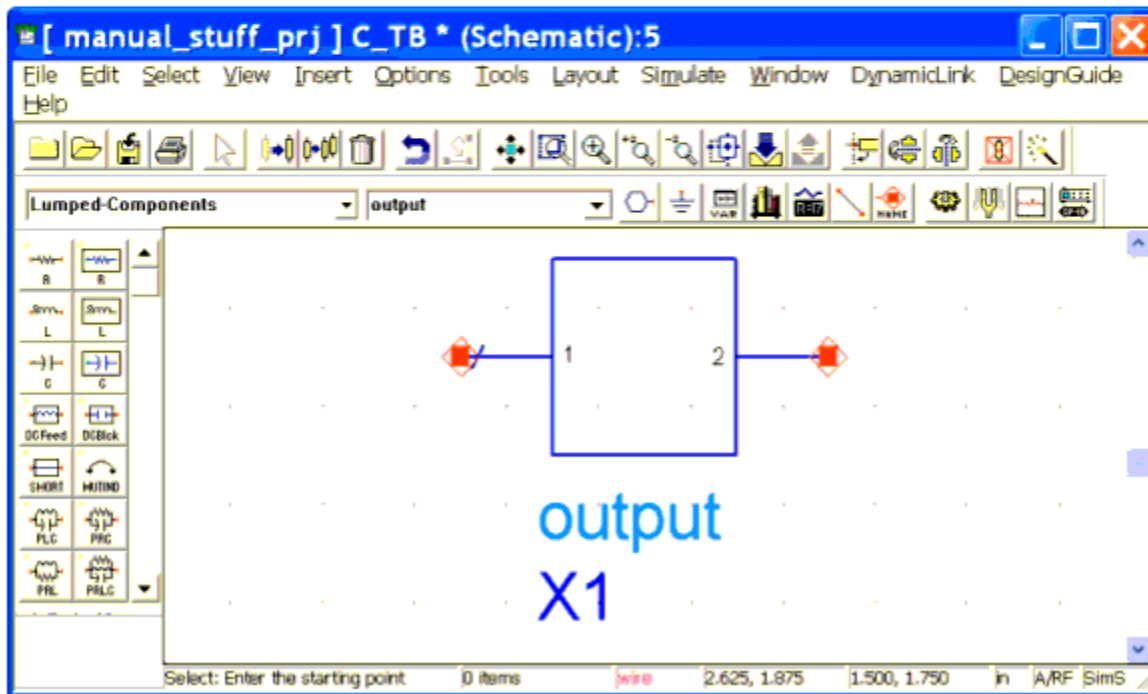 [ manual_stuff_prj ] C_TB * (Schematic):5
File Edit Select View Insert Options Tools Layout Simulate Window DynamicLink DesignGuide
Help
Lumped-Components output
VAR NAME
R R
L L
C C
DCFeed DCBlck
SHORT MUTIND
PLC PRC
PRL PRLC
1 2
output
X1
Select: Enter the starting point 0 items wire 2.625, 1.875 1.500, 1.750 in A/RF SimS